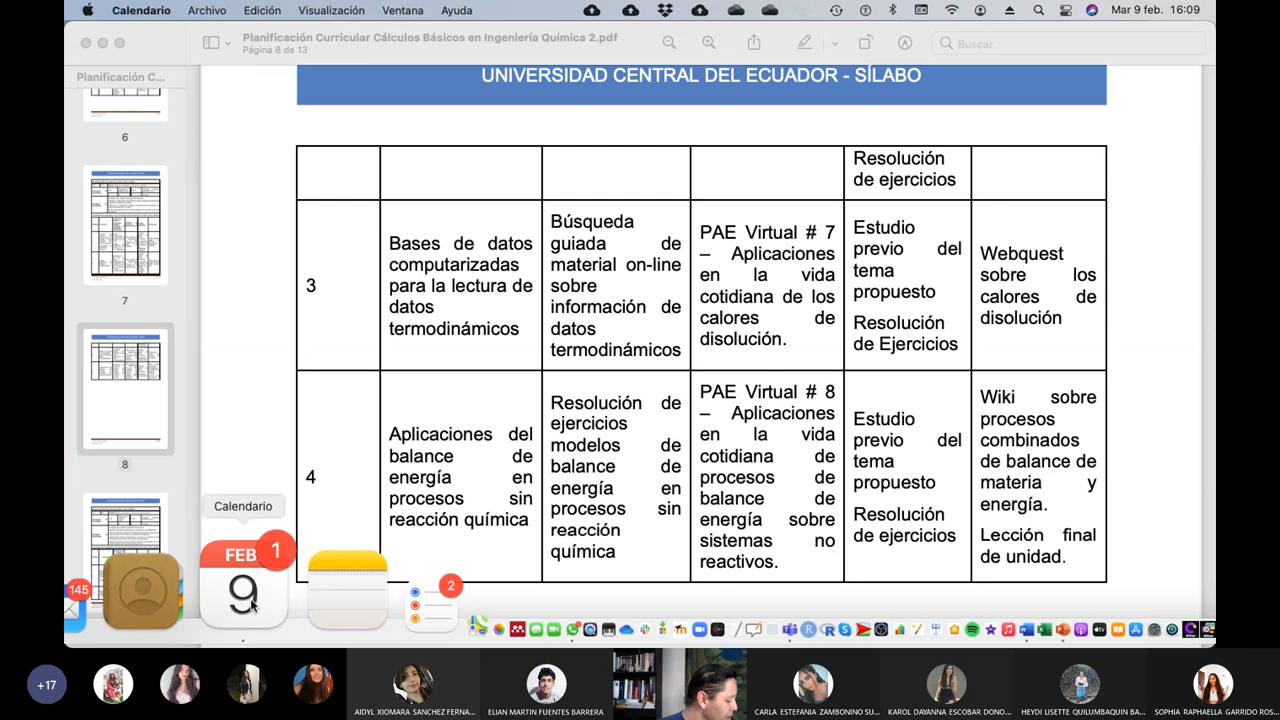 Calendario Archivo Edición Visualización Ventana Ayuda
Mar 9 feb. 16:09
Planificación Curricular Cálculos Básicos en Ingeniería Química 2.pdf
Página 8 de 13
Buscar
Planificación C...
6
7
8
UNIVERSIDAD CENTRAL DEL ECUADOR - SÍLABO
Resolución
de ejercicios
3
Bases de datos
computarizadas
para la lectura de
datos
termodinámicos
Búsqueda
guiada de
material on-line
sobre
información de
datos
termodinámicos
PAE Virtual # 7
– Aplicaciones
en la vida
cotidiana de los
calores de
disolución.
Estudio
previo del
tema
propuesto
Resolución
de Ejercicios
Webquest
sobre los
calores de
disolución
4
Aplicaciones del
balance de
energía en
procesos sin
reacción química
Resolución de
ejercicios
modelos de
balance de
energía en
procesos sin
reacción
química
PAE Virtual # 8
– Aplicaciones
en la vida
cotidiana de
procesos de
balance de
energía sobre
sistemas no
reactivos.
Estudio
previo del
tema
propuesto
Resolución
de ejercicios
Wiki sobre
procesos
combinados
de balance de
materia y
energía.
Lección final
de unidad.
Calendario
145
FEB.
1
9
2
+17
AIDYL XIOMARA SANCHEZ FERNA...
ELIAN MARTIN FUENTES BARRERA
CARLA ESTEFANIA ZAMBONINO SU...
KAROL DAYANNA ESCOBAR DONO...
HEYDI USETTE QUILUMBAQUIN BA...
SOPHIA RAPHAELLA GARRIDO ROS...